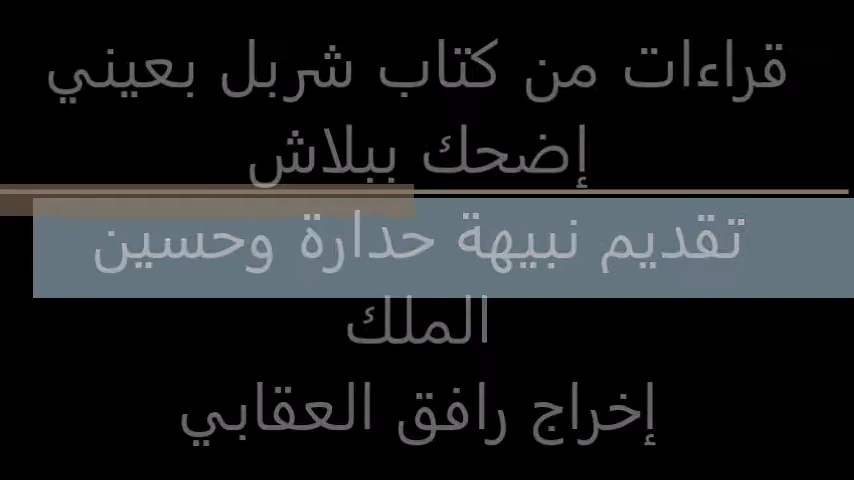 قراءات من كتاب شربل بعيني
إضحك ببلاش
تقديم نبيهة حدارة وحسين
الملك
إخراج رافق العقابي